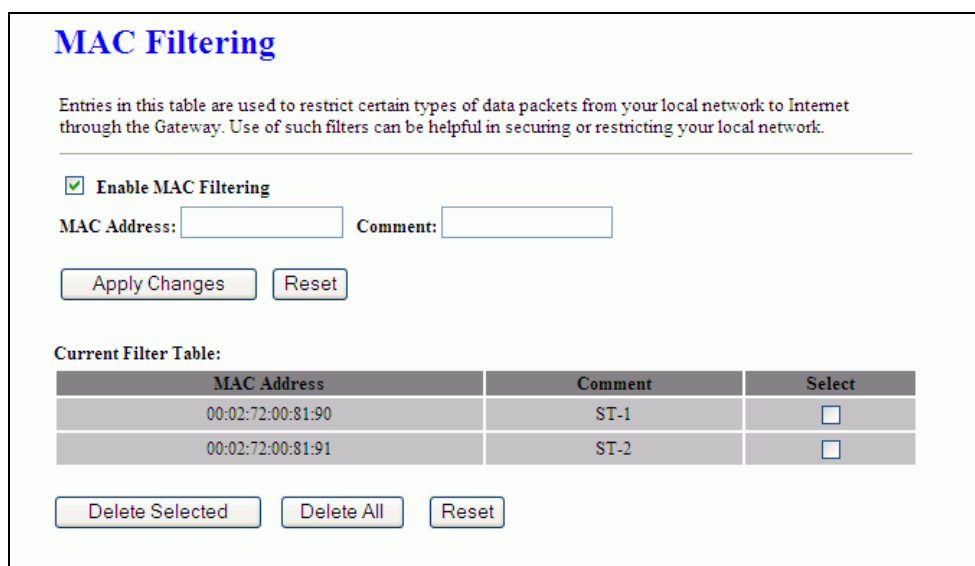 MAC Filtering
Entries in this table are used to restrict certain types of data packets from your local network to Internet
through the Gateway. Use of such filters can be helpful in securing or restricting your local network.
Enable MAC Filtering
MAC Address: Comment:
Apply Changes Reset
Current Filter Table:
MAC Address Comment Select
00:02:72:00:81:90 ST-1
00:02:72:00:81:91 ST-2
Delete Selected Delete All Reset